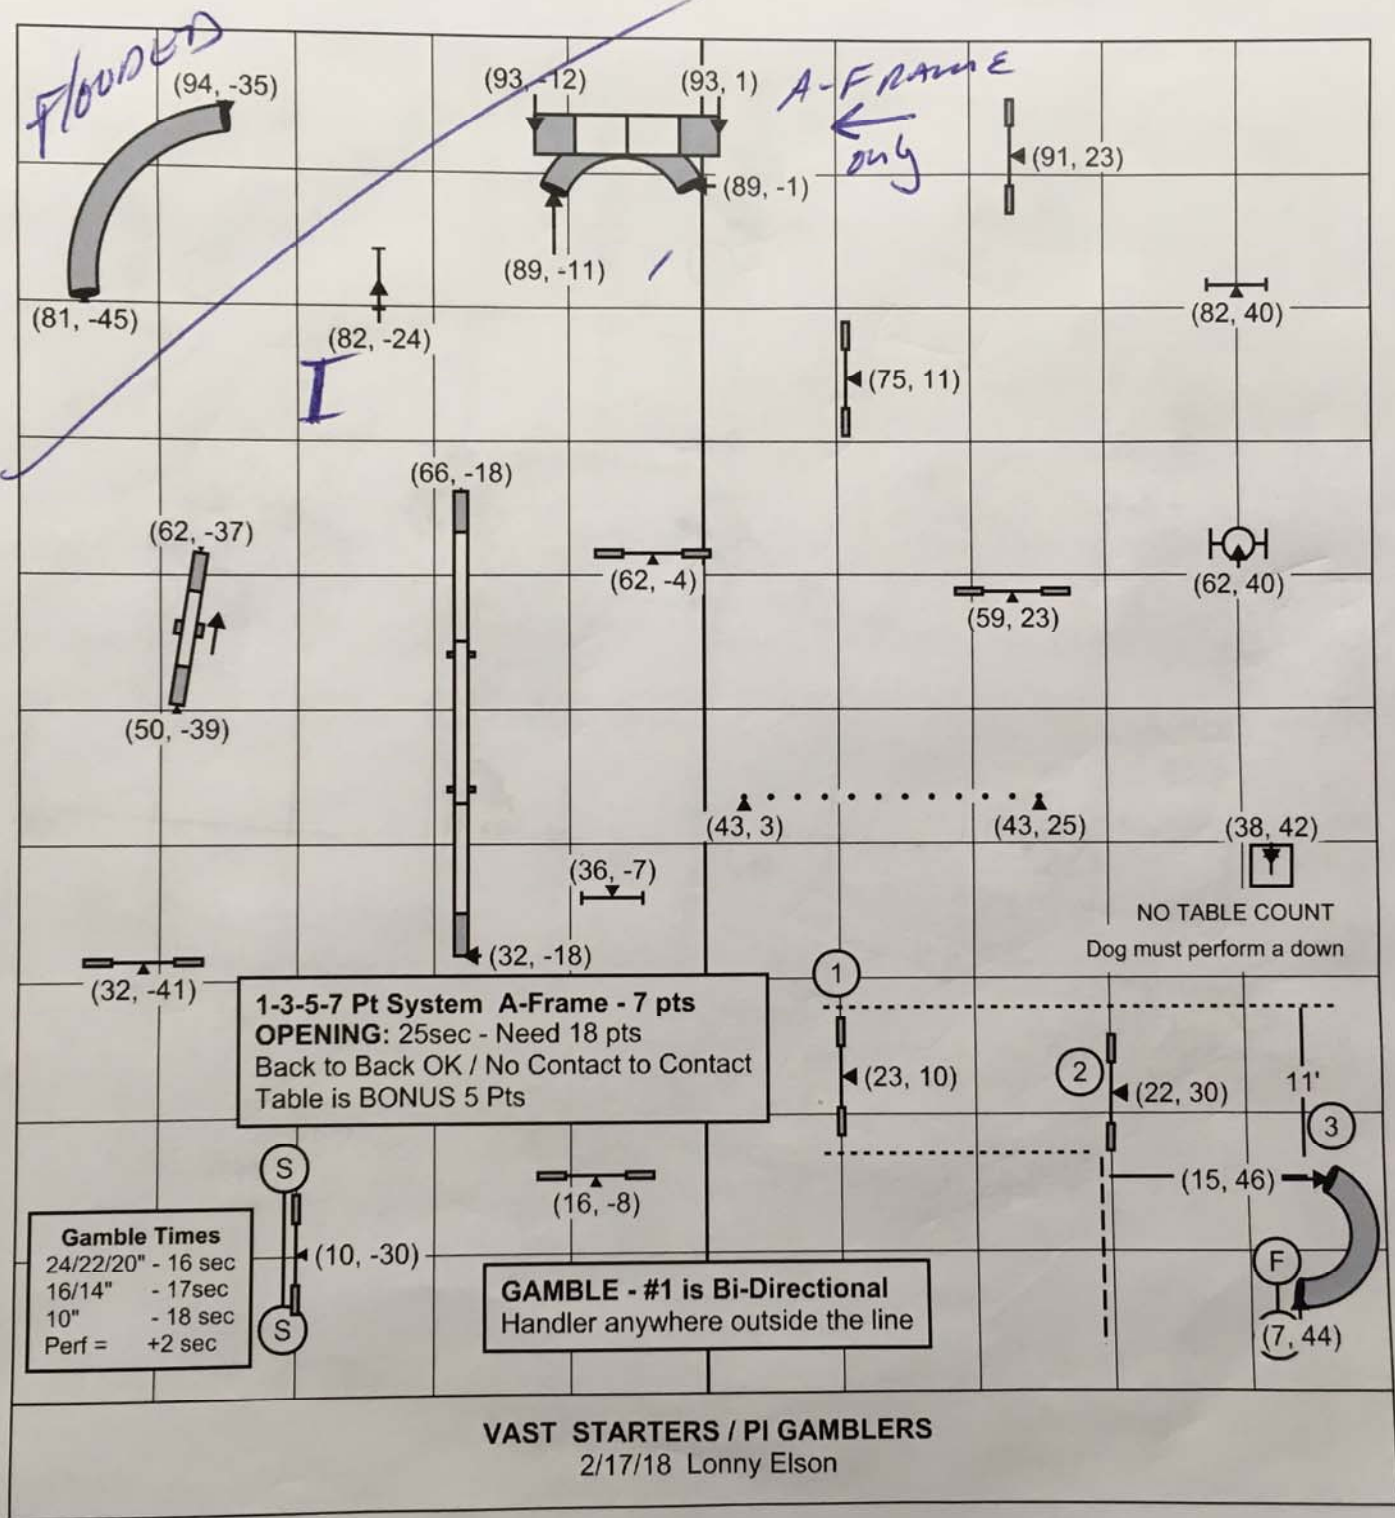 FLOODED
(94, -35)
(93, -12)
(93, 1)
A-FRAME
only
(91, 23)
(89, -1)
(89, -11)
(81, -45)
(82, -24)
(82, 40)
I
(75, 11)
(66, -18)
(62, -37)
(62, -4)
(62, 40)
(59, 23)
(50, -39)
(43, 3)
(43, 25)
(38, 42)
(36, -7)
NO TABLE COUNT
Dog must perform a down
(32, -18)
(32, -41)
1
1-3-5-7 Pt System A-Frame - 7 pts
OPENING: 25sec - Need 18 pts
Back to Back OK / No Contact to Contact
Table is BONUS 5 Pts
(23, 10)
2
(22, 30)
11'
3
S
(16, -8)
(15, 46)
Gamble Times
24/22/20" - 16 sec
16/14" - 17sec
10" - 18 sec
Perf = +2 sec
(10, -30)
S
GAMBLE - #1 is Bi-Directional
Handler anywhere outside the line
F
(7, 44)
VAST STARTERS / PI GAMBLERS
2/17/18 Lonny Elson